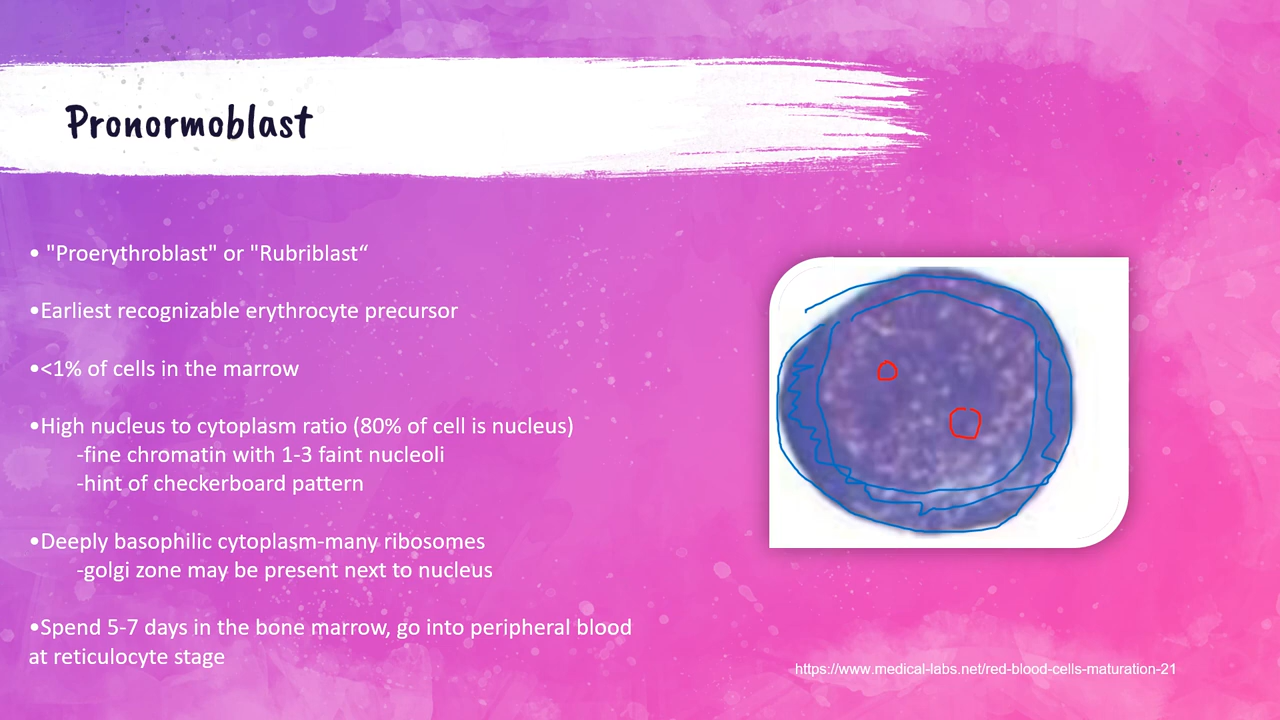 Pronormoblast
• "Proerythroblast" or "Rubriblast“
•Earliest recognizable erythrocyte precursor
•<1% of cells in the marrow
•High nucleus to cytoplasm ratio (80% of cell is nucleus)
-fine chromatin with 1-3 faint nucleoli
-hint of checkerboard pattern
•Deeply basophilic cytoplasm-many ribosomes
-golgi zone may be present next to nucleus
•Spend 5-7 days in the bone marrow, go into peripheral blood
at reticulocyte stage
https://www.medical-labs.net/red-blood-cells-maturation-21